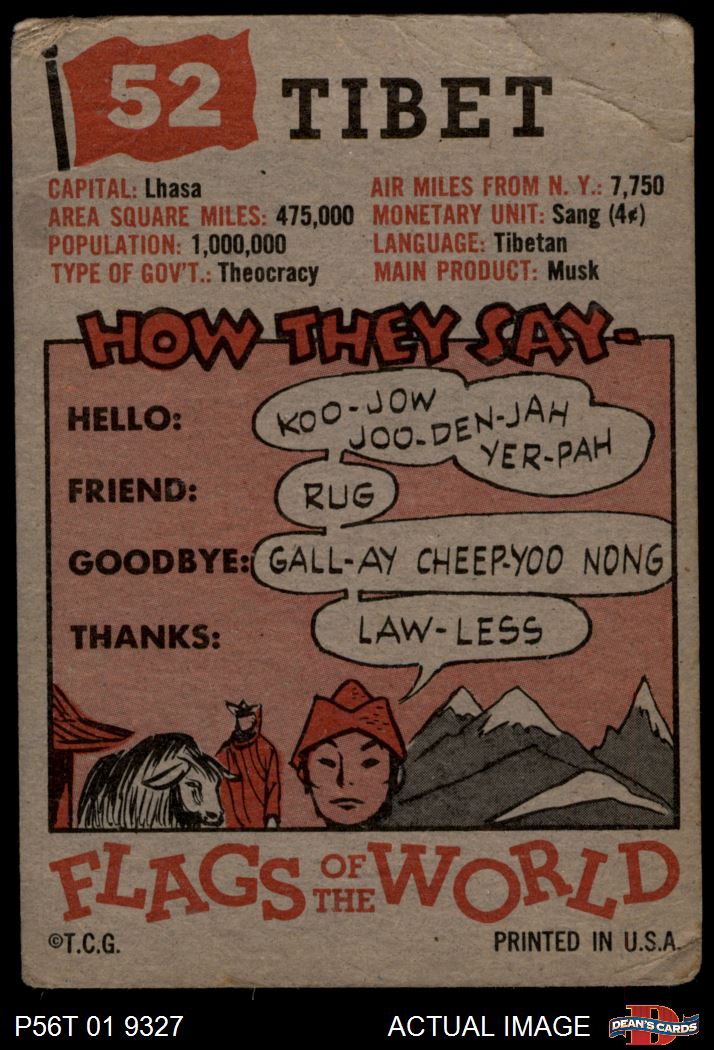 52 TIBET
CAPITAL: Lhasa
AREA SQUARE MILES: 475,000
POPULATION: 1,000,000
TYPE OF GOV'T.: Theocracy
AIR MILES FROM N. Y.: 7,750
MONETARY UNIT: Sang (4¢)
LANGUAGE: Tibetan
MAIN PRODUCT: Musk
HOW THEY SAY-
HELLO: KOO-JOW
JOO-DEN-JAH
YER-PAH
FRIEND: RUG
GOODBYE: GALL-AY CHEEP-YOO NONG
THANKS: LAW-LESS
FLAGS OF THE WORLD
©T.C.G. PRINTED IN U.S.A.
P56T 01 9327 ACTUAL IMAGE D DEAN'S CARDS